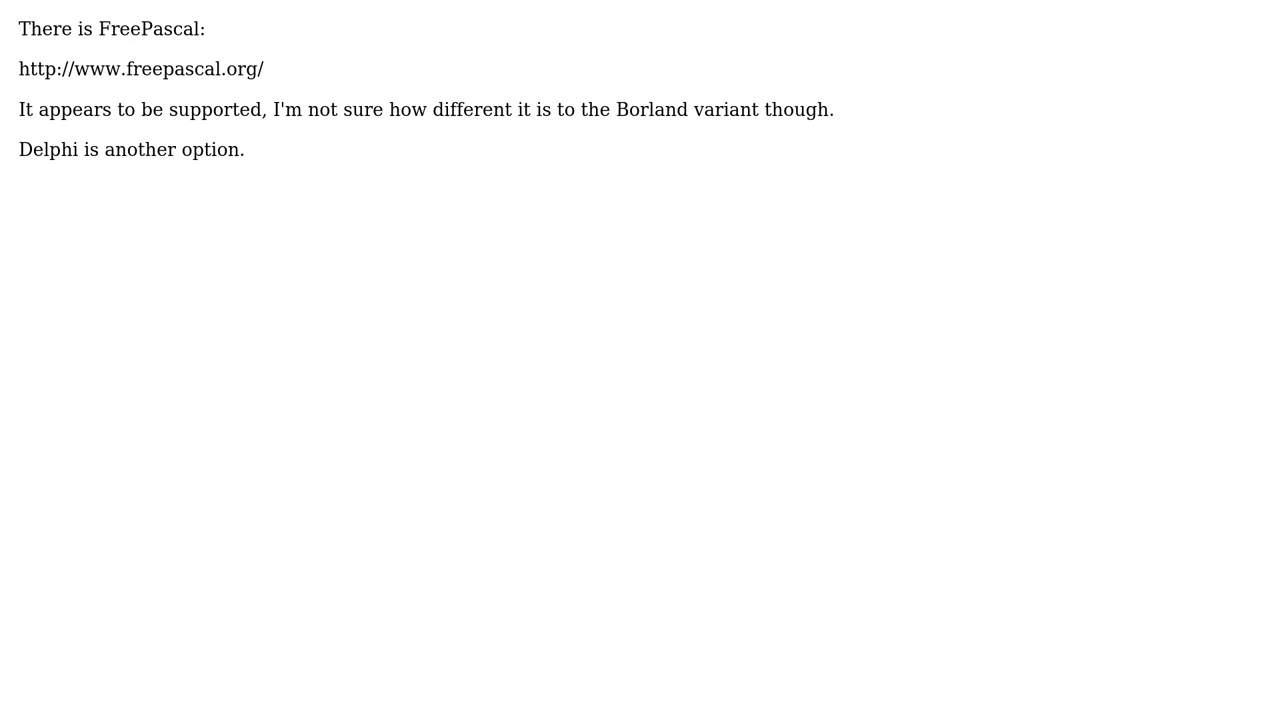 There is FreePascal:
http://www.freepascal.org/
It appears to be supported, I'm not sure how different it is to the Borland variant though.
Delphi is another option.